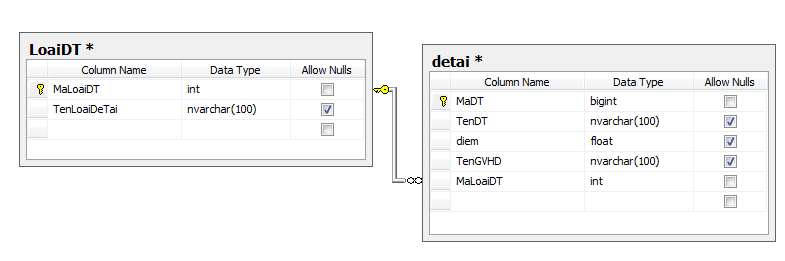 LoaiDT *
Column Name Data Type Allow Nulls
MaLoaiDT int
TenLoaiDeTai nvarchar(100)
detai *
Column Name Data Type Allow Nulls
MaDT bigint
TenDT nvarchar(100)
diem float
TenGVHD nvarchar(100)
MaLoaiDT int